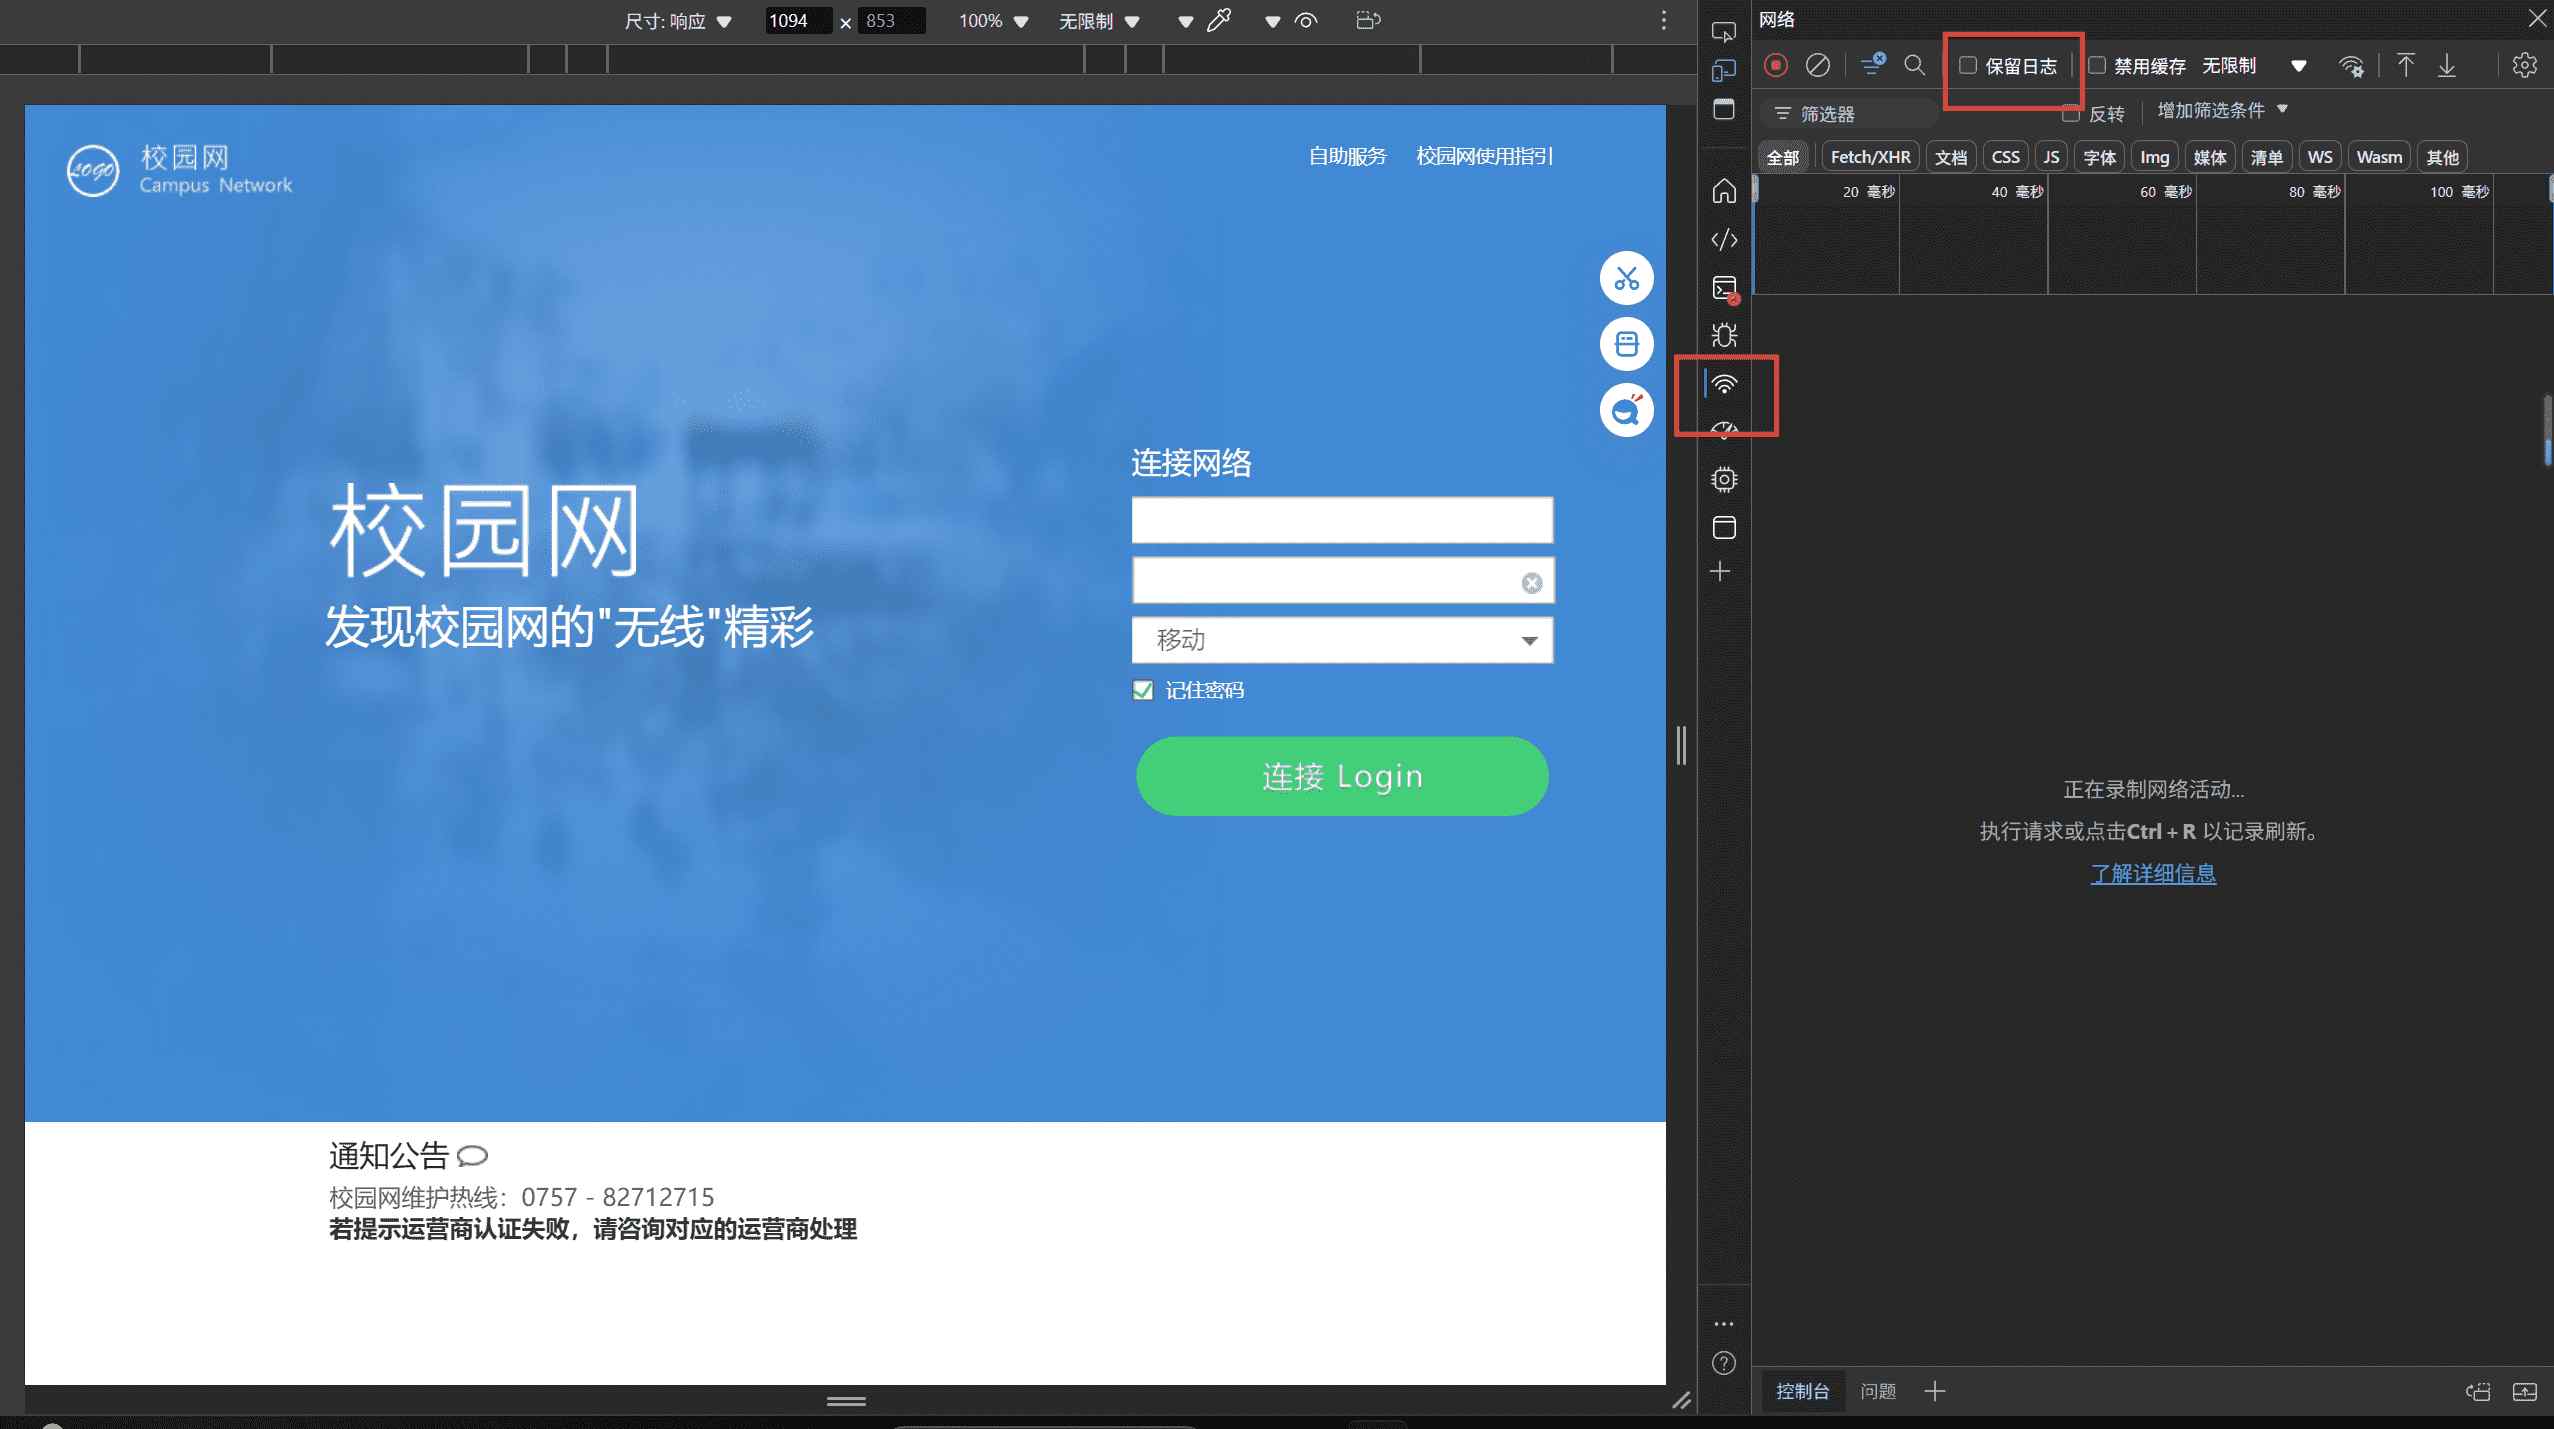 尺寸: 响应 1094 × 853 100% 无限制
网络
保留日志 禁用缓存 无限制
筛选器 反转 增加筛选条件
全部 Fetch/XHR 文档 CSS JS 字体 Img 媒体 清单 WS Wasm 其他
20 毫秒 40 毫秒 60 毫秒 80 毫秒 100 毫秒
LOGO
校园网
Campus Network
自助服务 校园网使用指引
校园网
发现校园网的"无线"精彩
连接网络
移动
记住密码
连接 Login
正在录制网络活动...
执行请求或点击Ctrl + R 以记录刷新。
了解详细信息
通知公告
校园网维护热线：0757 - 82712715
若提示运营商认证失败，请咨询对应的运营商处理
控制台 问题